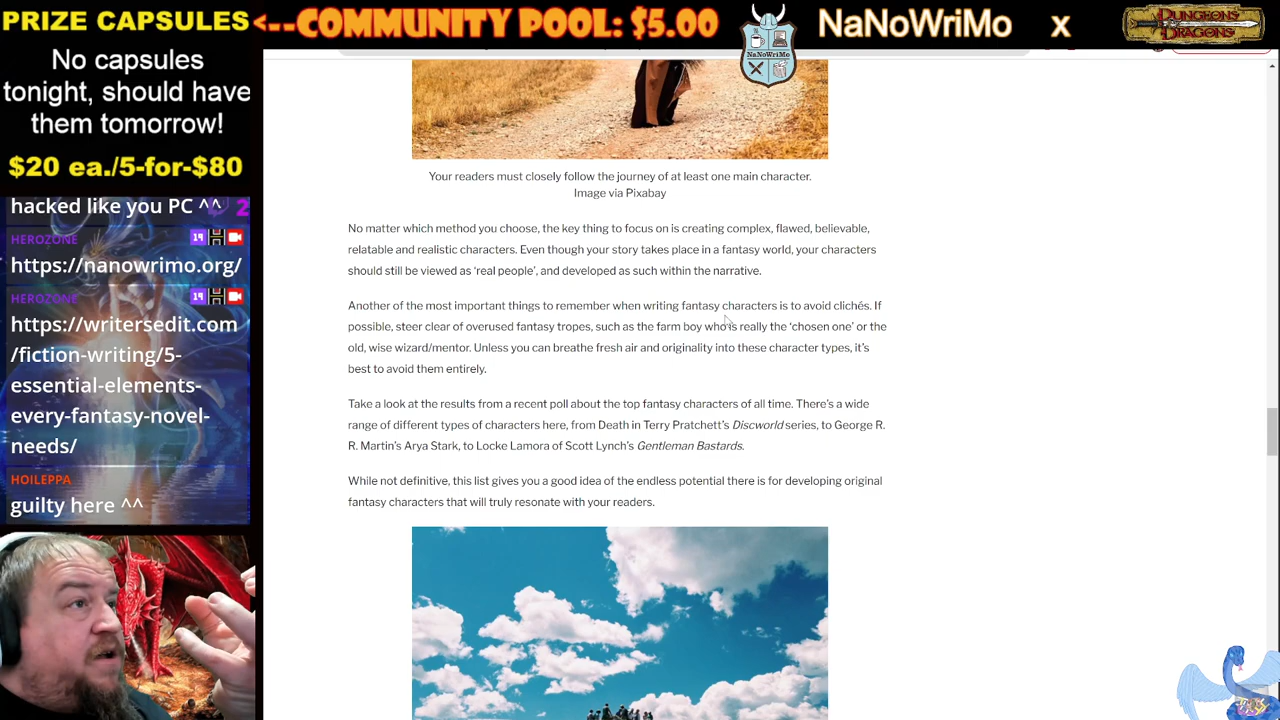 PRIZE CAPSULES
No capsules
tonight, should have
them tomorrow!
$20 ea./5-for-$80
<--COMMUNITY POOL: $5.00
NaNoWriMo
NaNoWriMo
x
DUNGEONS
DRAGONS
hacked like you PC ^^
HEROZONE
19
https://nanowrimo.org/
HEROZONE
19
https://writersedit.com
/fiction-writing/5-
essential-elements-
every-fantasy-novel-
needs/
HOILEPPA
guilty here ^^
Your readers must closely follow the journey of at least one main character.
Image via Pixabay
No matter which method you choose, the key thing to focus on is creating complex, flawed, believable,
relatable and realistic characters. Even though your story takes place in a fantasy world, your characters
should still be viewed as ‘real people’, and developed as such within the narrative.
Another of the most important things to remember when writing fantasy characters is to avoid clichés. If
possible, steer clear of overused fantasy tropes, such as the farm boy who is really the ‘chosen one’ or the
old, wise wizard/mentor. Unless you can breathe fresh air and originality into these character types, it’s
best to avoid them entirely.
Take a look at the results from a recent poll about the top fantasy characters of all time. There’s a wide
range of different types of characters here, from Death in Terry Pratchett’s Discworld series, to George R.
R. Martin’s Arya Stark, to Locke Lamora of Scott Lynch’s Gentleman Bastards.
While not definitive, this list gives you a good idea of the endless potential there is for developing original
fantasy characters that will truly resonate with your readers.